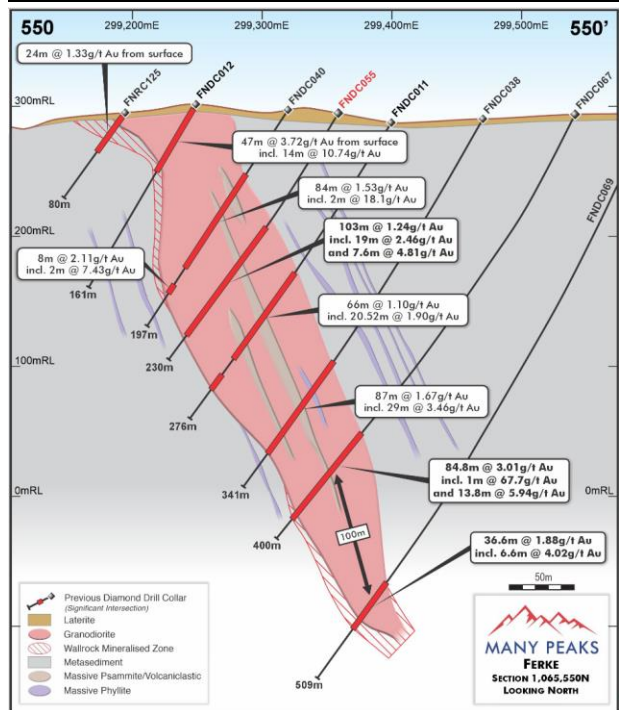 550
299,200mE
299,300mE
299,400mE
299,500mE
550'
24m @ 1.33g/t Au from surface
FNRC125
FNDC012
FNDC040
FNDC055
FNDC011
FNDC038
FNDC067
FNDC069
300mRL
200mRL
100mRL
0mRL
47m @ 3.72g/t Au from surface
incl. 14m @ 10.74g/t Au
84m @ 1.53g/t Au
incl. 2m @ 18.1g/t Au
103m @ 1.24g/t Au
incl. 19m @ 2.46g/t Au
and 7.6m @ 4.81g/t Au
8m @ 2.11g/t Au
incl. 2m @ 7.43g/t Au
66m @ 1.10g/t Au
incl. 20.52m @ 1.90g/t Au
87m @ 1.67g/t Au
incl. 29m @ 3.46g/t Au
84.8m @ 3.01g/t Au
incl. 1m @ 67.7g/t Au
and 13.8m @ 5.94g/t Au
36.6m @ 1.88g/t Au
incl. 6.6m @ 4.02g/t Au
80m
161m
197m
230m
276m
341m
400m
509m
100m
0mRL
50m
Previous Diamond Drill Collar
(Significant Intersection)
Laterite
Granodiorite
Wallrock Mineralised Zone
Metasediment
Massive Psammite/Volcaniclastic
Massive Phyllite
MANY PEAKS
FERKE
SECTION 1,065,550N
LOOKING NORTH